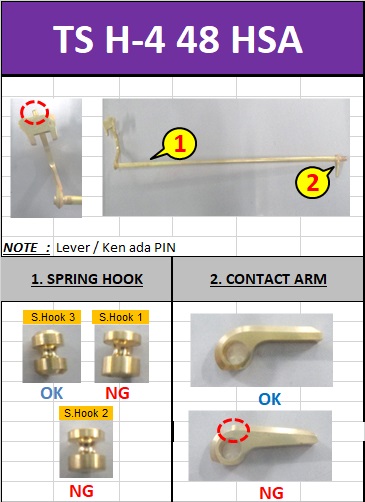 TS H-4 48 HSA
1
2
NOTE : Lever / Ken ada PIN
1. SPRING HOOK
2. CONTACT ARM
S.Hook 3
S.Hook 1
OK
NG
S.Hook 2
NG
OK
NG